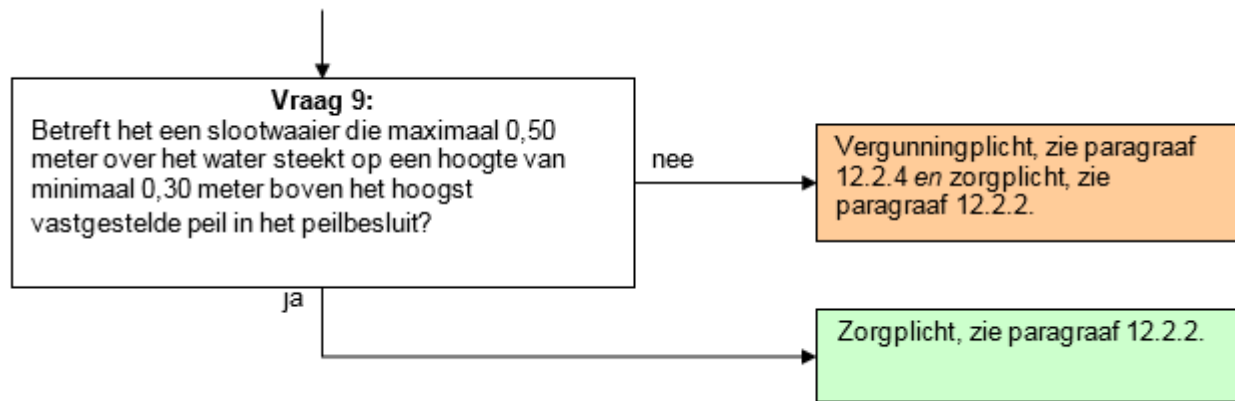 Vraag 9:
Betreft het een slootwaaier die maximaal 0,50
meter over het water steekt op een hoogte van
minimaal 0,30 meter boven het hoogst
vastgestelde peil in het peilbesluit?
nee
Vergunningplicht, zie paragraaf
12.2.4 en zorgplicht, zie
paragraaf 12.2.2.
ja
Zorgplicht, zie paragraaf 12.2.2.